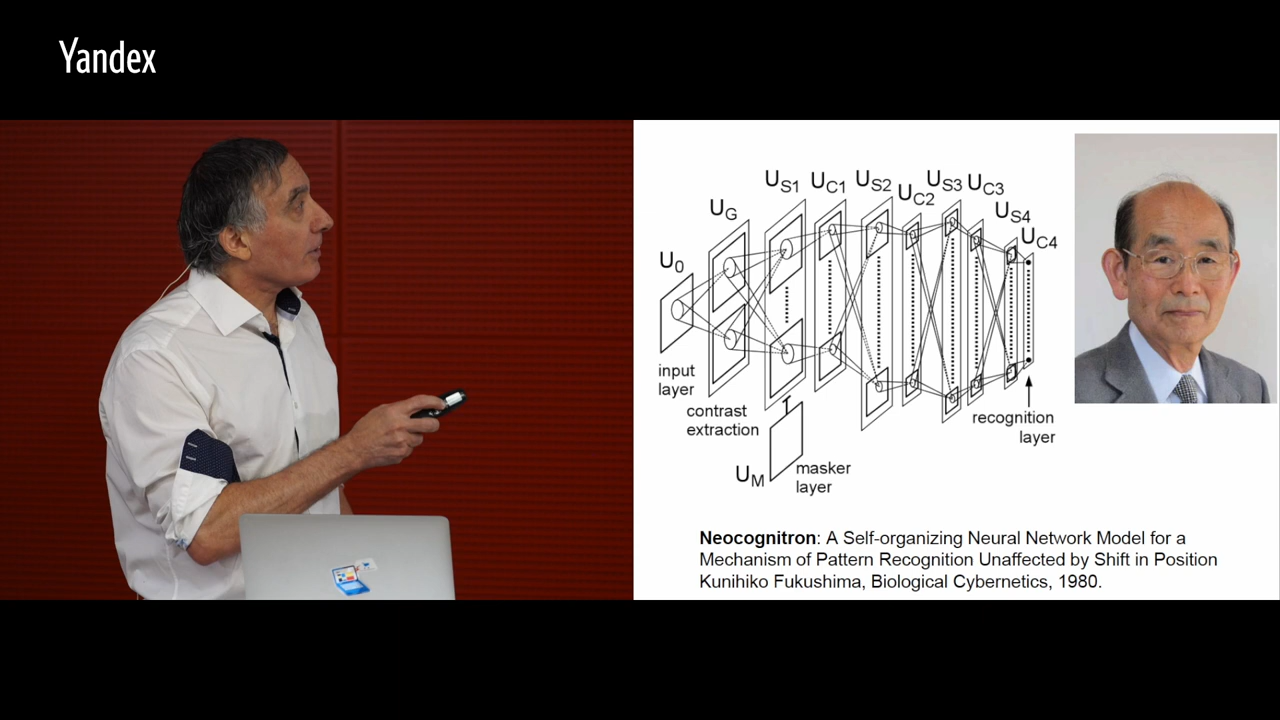 Yandex
U0
UG
US1
UC1
US2
UC2
US3
UC3
US4
UC4
input
layer
contrast
extraction
UM
masker
layer
recognition
layer
Neocognitron: A Self-organizing Neural Network Model for a
Mechanism of Pattern Recognition Unaffected by Shift in Position
Kunihiko Fukushima, Biological Cybernetics, 1980.